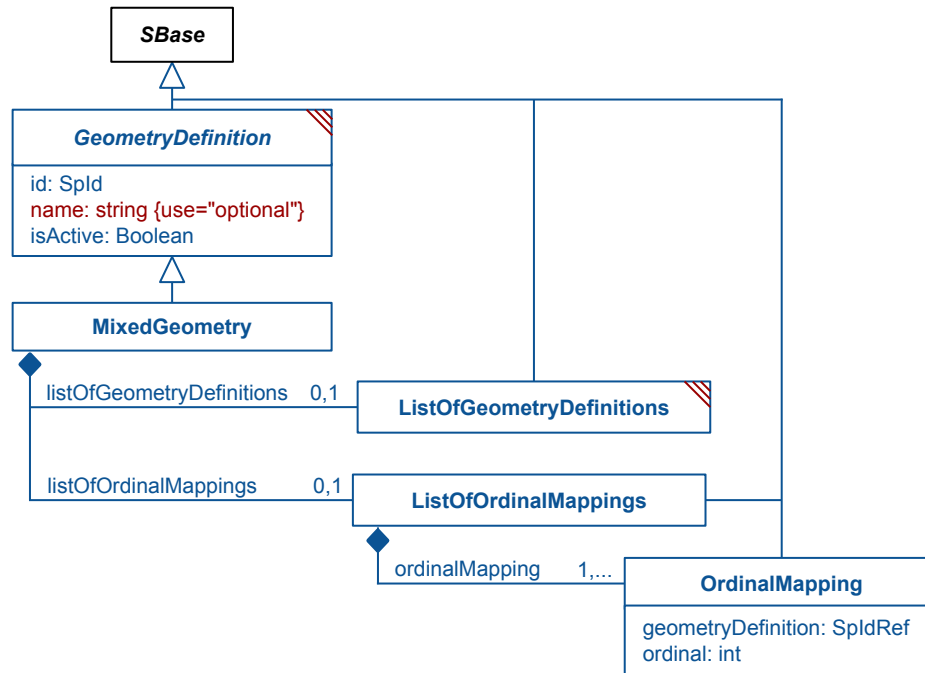 SBase
GeometryDefinition
id: SpId
name: string {use="optional"}
isActive: Boolean
MixedGeometry
listOfGeometryDefinitions 0,1
ListOfGeometryDefinitions
listOfOrdinalMappings 0,1
ListOfOrdinalMappings
ordinalMapping 1,...
OrdinalMapping
geometryDefinition: SpIdRef
ordinal: int